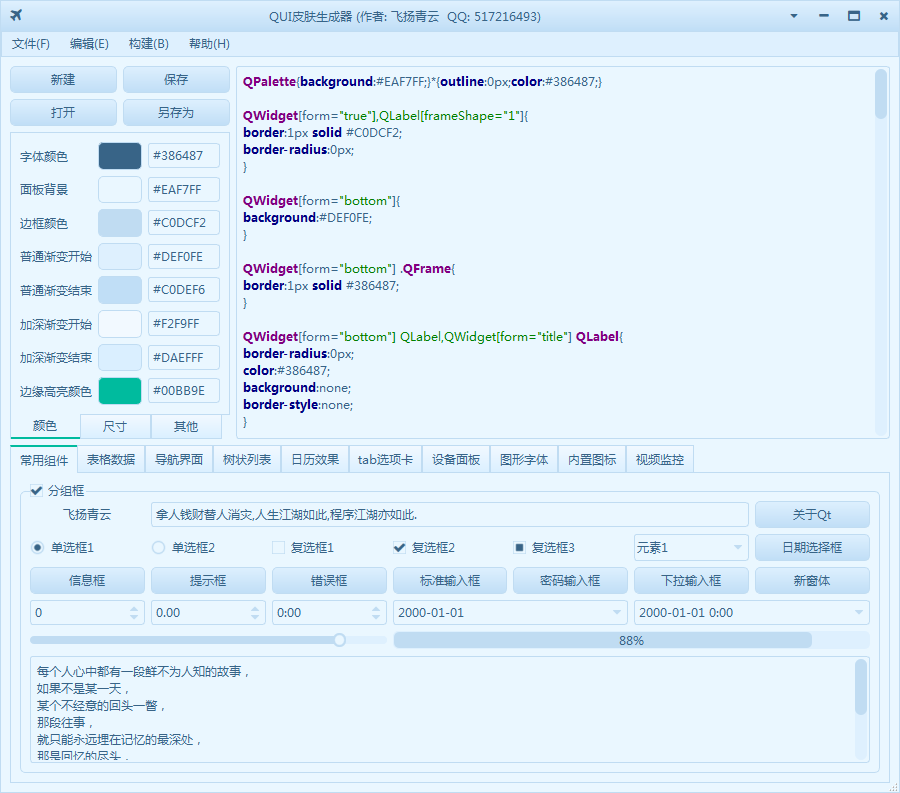 QUI皮肤生成器 (作者: 飞扬青云  QQ: 517216493)
文件(F) 编辑(E) 构建(B) 帮助(H)
新建 保存
打开 另存为
字体颜色 #386487
面板背景 #EAF7FF
边框颜色 #C0DCF2
普通渐变开始 #DEF0FE
普通渐变结束 #C0DEF6
加深渐变开始 #F2F9FF
加深渐变结束 #DAEFFF
边缘高亮颜色 #00BB9E
颜色 尺寸 其他
QPalette{background:#EAF7FF;}*{outline:0px;color:#386487;}
QWidget[form="true"],QLabel[frameShape="1"]{
border:1px solid #C0DCF2;
border-radius:0px;
}
QWidget[form="bottom"]{
background:#DEF0FE;
}
QWidget[form="bottom"] .QFrame{
border:1px solid #386487;
}
QWidget[form="bottom"] QLabel,QWidget[form="title"] QLabel{
border-radius:0px;
color:#386487;
background:none;
border-style:none;
}
常用组件 表格数据 导航界面 树状列表 日历效果 tab选项卡 设备面板 图形字体 内置图标 视频监控
分组框
飞扬青云 拿人钱财替人消灾,人生江湖如此,程序江湖亦如此. 关于Qt
单选框1 单选框2 复选框1 复选框2 复选框3 元素1 日期选择框
信息框 提示框 错误框 标准输入框 密码输入框 下拉输入框 新窗体
0 0.00 0:00 2000-01-01 2000-01-01 0:00
88%
每个人心中都有一段鲜不为人知的故事，
如果不是某一天，
某个不经意的回头一瞥，
那段往事，
就只能永远埋在记忆的最深处，
那是回忆的尽头，